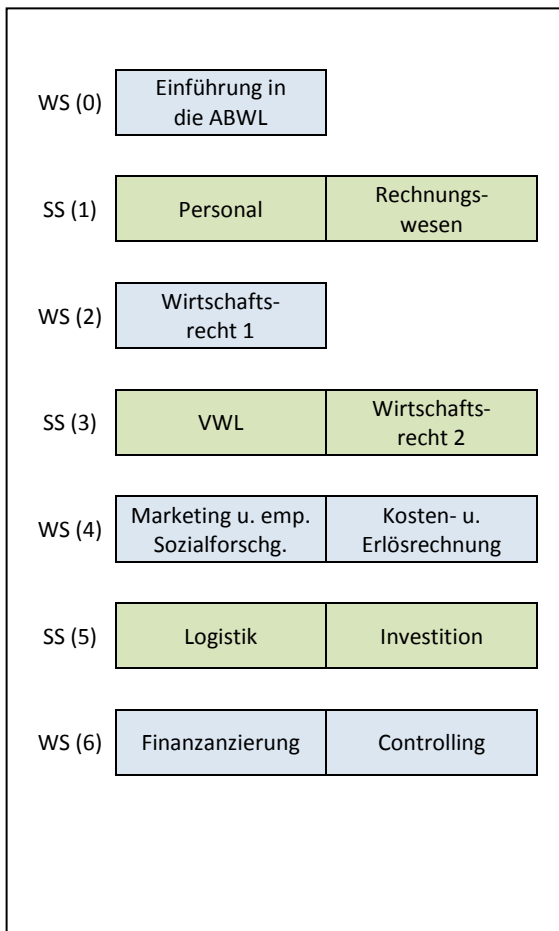 WS (0)
Einführung in
die ABWL
SS (1)
Personal
Rechnungs-
wesen
WS (2)
Wirtschafts-
recht 1
SS (3)
VWL
Wirtschafts-
recht 2
WS (4)
Marketing u. emp.
Sozialforschg.
Kosten- u.
Erlösrechnung
SS (5)
Logistik
Investition
WS (6)
Finanzanzierung
Controlling